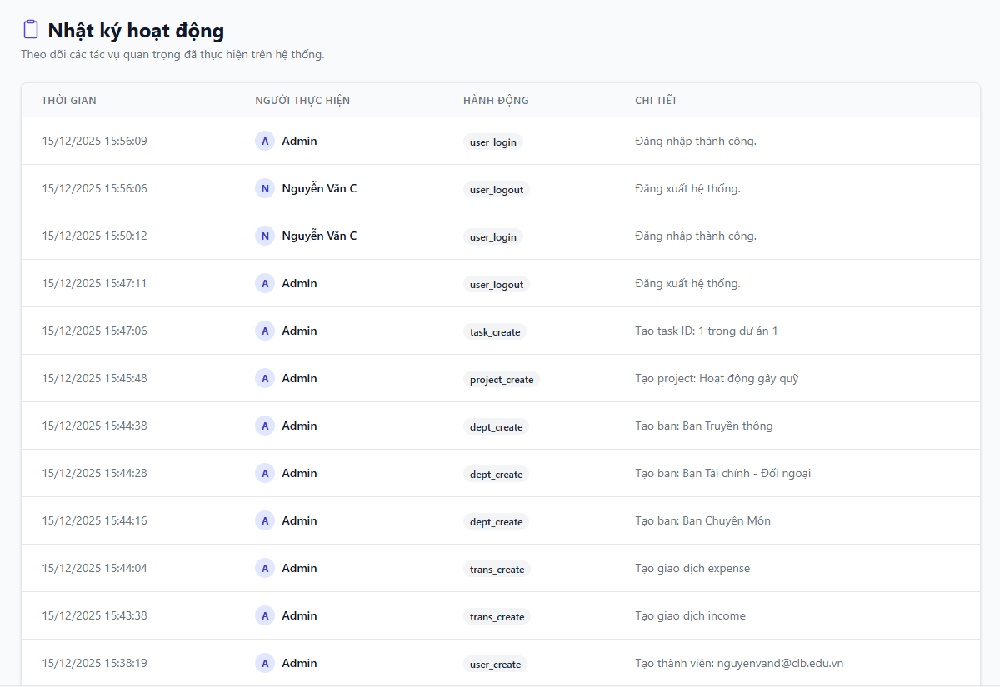 Nhật ký hoạt động
Theo dõi các tác vụ quan trọng đã thực hiện trên hệ thống.
THỜI GIAN NGƯỜI THỰC HIỆN HÀNH ĐỘNG CHI TIẾT
15/12/2025 15:56:09 A Admin user_login Đăng nhập thành công.
15/12/2025 15:56:06 N Nguyễn Văn C user_logout Đăng xuất hệ thống.
15/12/2025 15:50:12 N Nguyễn Văn C user_login Đăng nhập thành công.
15/12/2025 15:47:11 A Admin user_logout Đăng xuất hệ thống.
15/12/2025 15:47:06 A Admin task_create Tạo task ID: 1 trong dự án 1
15/12/2025 15:45:48 A Admin project_create Tạo project: Hoạt động gây quỹ
15/12/2025 15:44:38 A Admin dept_create Tạo ban: Ban Truyền thông
15/12/2025 15:44:28 A Admin dept_create Tạo ban: Bạn Tài chính - Đối ngoại
15/12/2025 15:44:16 A Admin dept_create Tạo ban: Ban Chuyên Môn
15/12/2025 15:44:04 A Admin trans_create Tạo giao dịch expense
15/12/2025 15:43:38 A Admin trans_create Tạo giao dịch income
15/12/2025 15:38:19 A Admin user_create Tạo thành viên: nguyenvand@clb.edu.vn